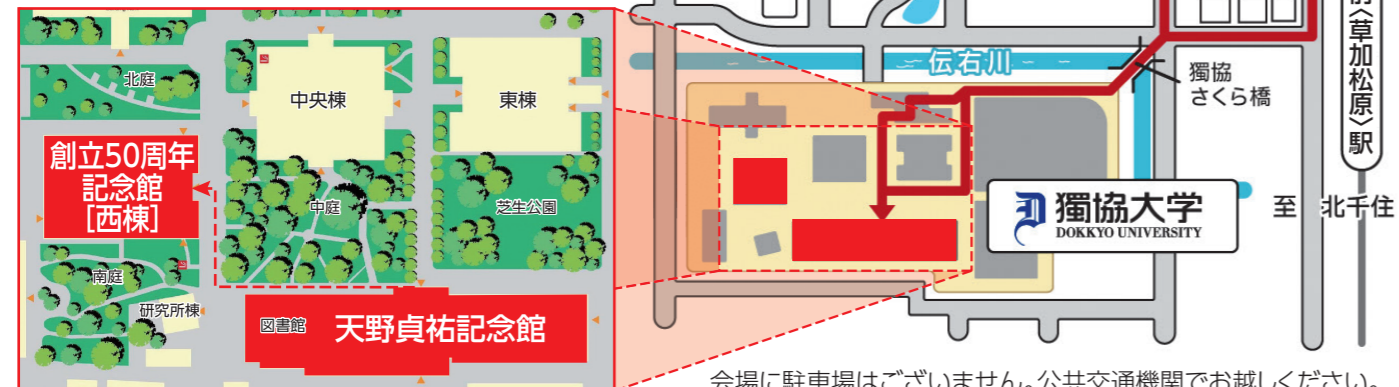 北庭
中央棟
東棟
創立50周年
記念館
[西棟]
中庭
芝生公園
南庭
研究所棟
図書館
天野貞祐記念館
伝右川
獨協
さくら橋
獨協大学
DOKKYO UNIVERSITY
〈草加松原〉駅
至 北千住
会場に駐車場はございません。公共交通機関でお越しください。